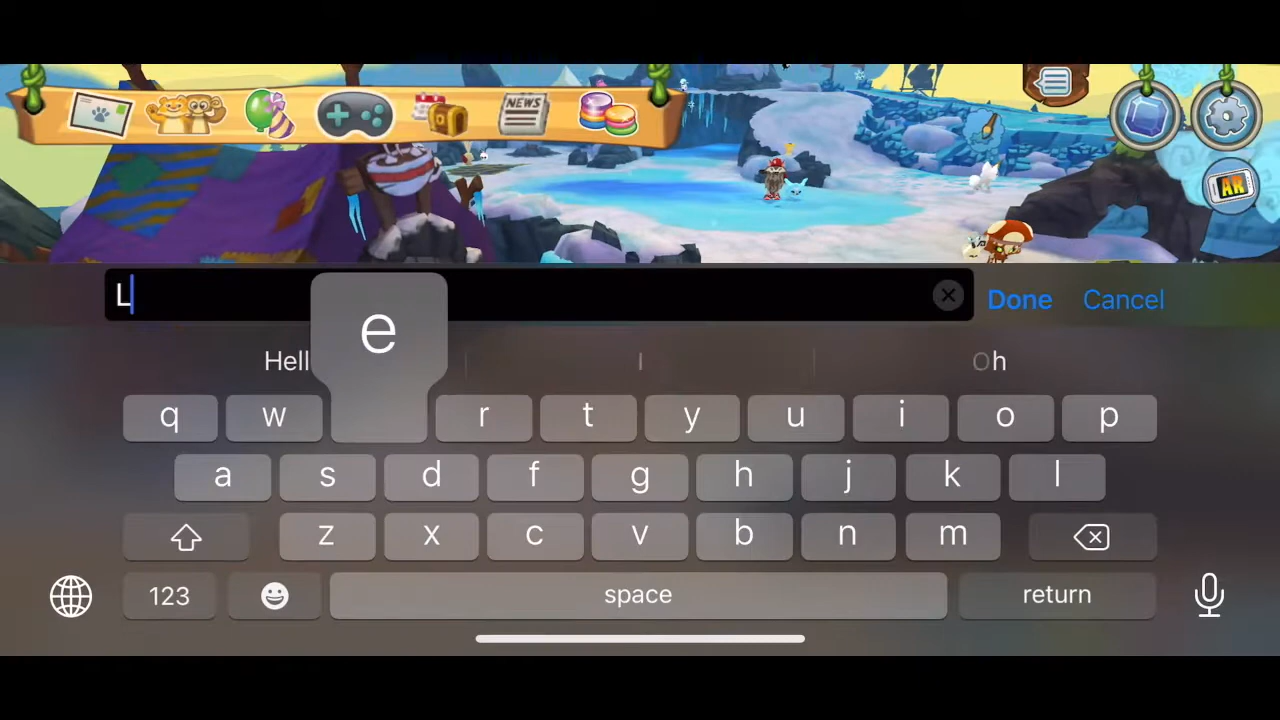 NEWS
AR
L
Done Cancel
e
Hell I Oh
q w r t y u i o p
a s d f g h j k l
z x c v b n m
123 space return